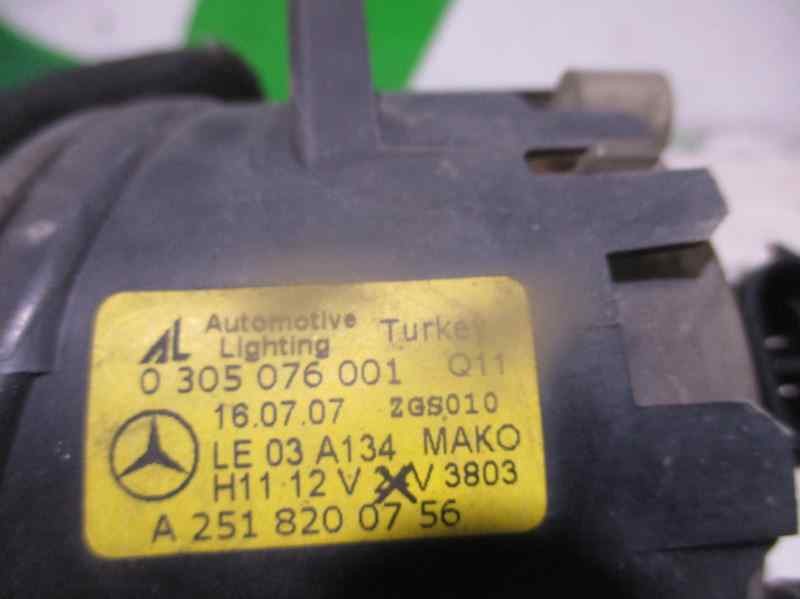 AL Automotive Lighting Turkey
0 305 076 001 Q11
16.07.07 ZGS010
LE 03 A134 MAKO
H11 12 V V 3803
A 251 820 07 56